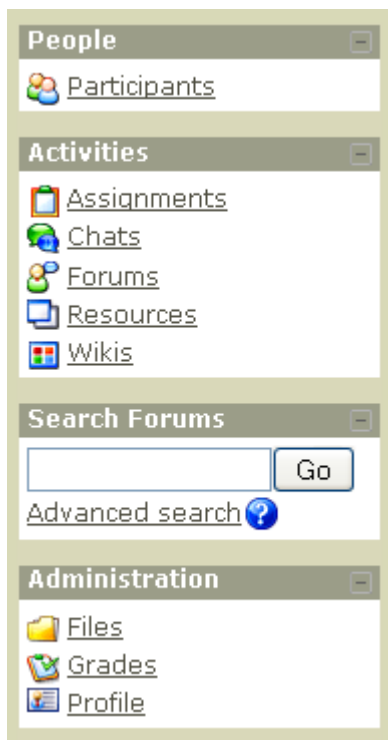 People
Participants
Activities
Assignments
Chats
Forums
Resources
Wikis
Search Forums
Go
Advanced search ?
Administration
Files
Grades
Profile